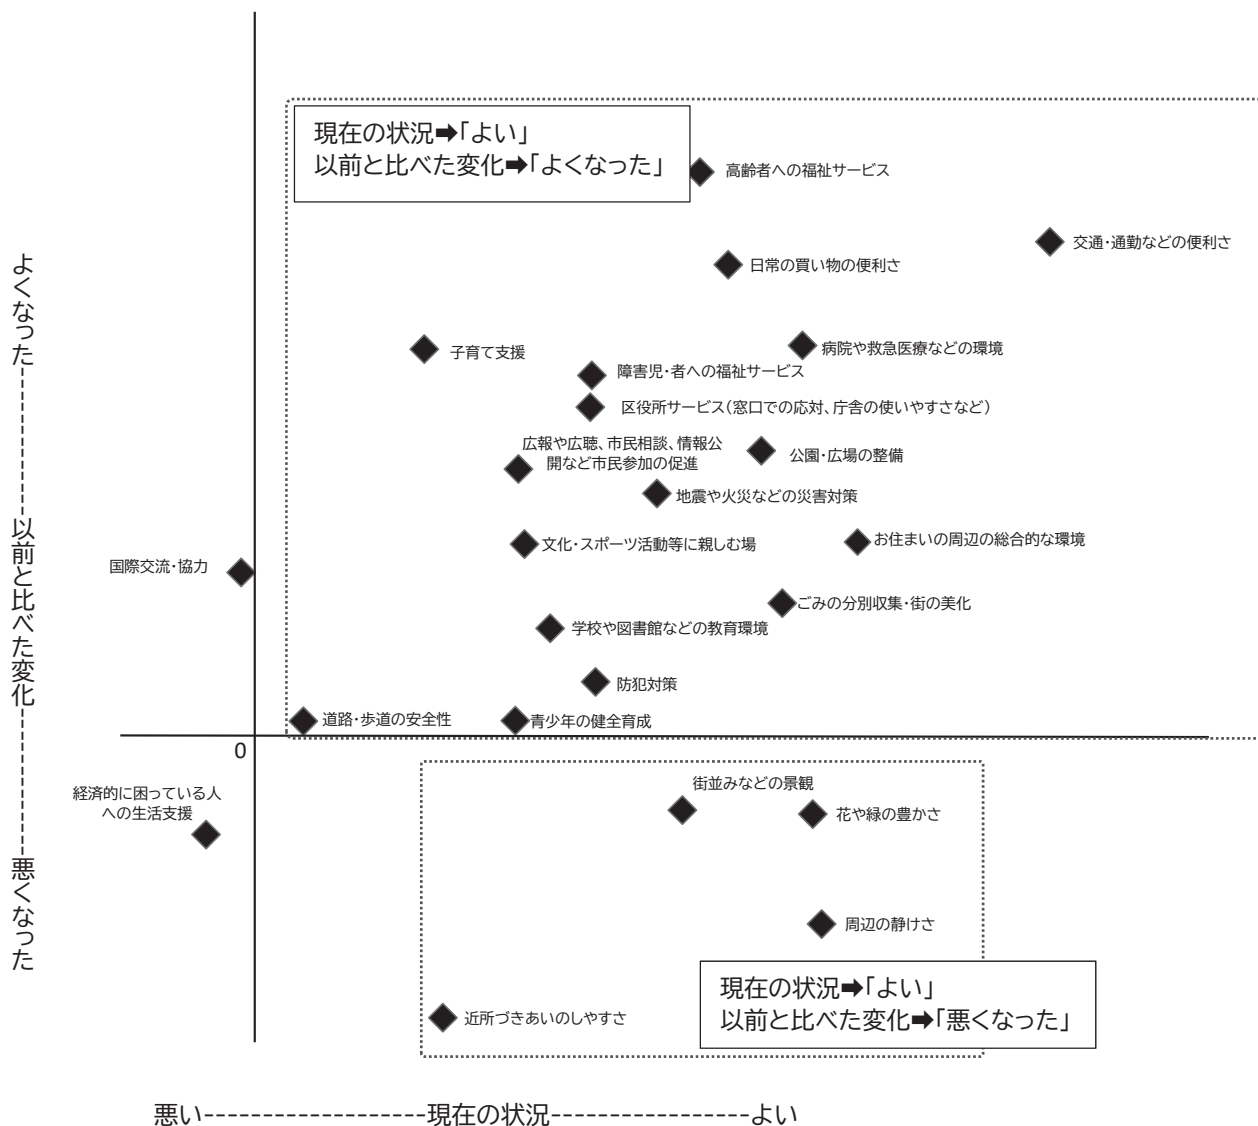 現在の状況➡「よい」
以前と比べた変化➡「よくなった」
高齢者への福祉サービス
交通・通勤などの便利さ
日常の買い物の便利さ
子育て支援
病院や救急医療などの環境
障害児・者への福祉サービス
区役所サービス（窓口での応対、庁舎の使いやすさなど）
広報や広聴、市民相談、情報公
開など市民参加の促進
公園・広場の整備
地震や火災などの災害対策
文化・スポーツ活動等に親しむ場
お住まいの周辺の総合的な環境
国際交流・協力
ごみの分別収集・街の美化
学校や図書館などの教育環境
防犯対策
道路・歩道の安全性
青少年の健全育成
0
経済的に困っている人
への生活支援
街並みなどの景観
花や緑の豊かさ
周辺の静けさ
現在の状況➡「よい」
以前と比べた変化➡「悪くなった」
近所づきあいのしやすさ
よくなった----------以前と比べた変化----------悪くなった
悪い------------------現在の状況----------------よい